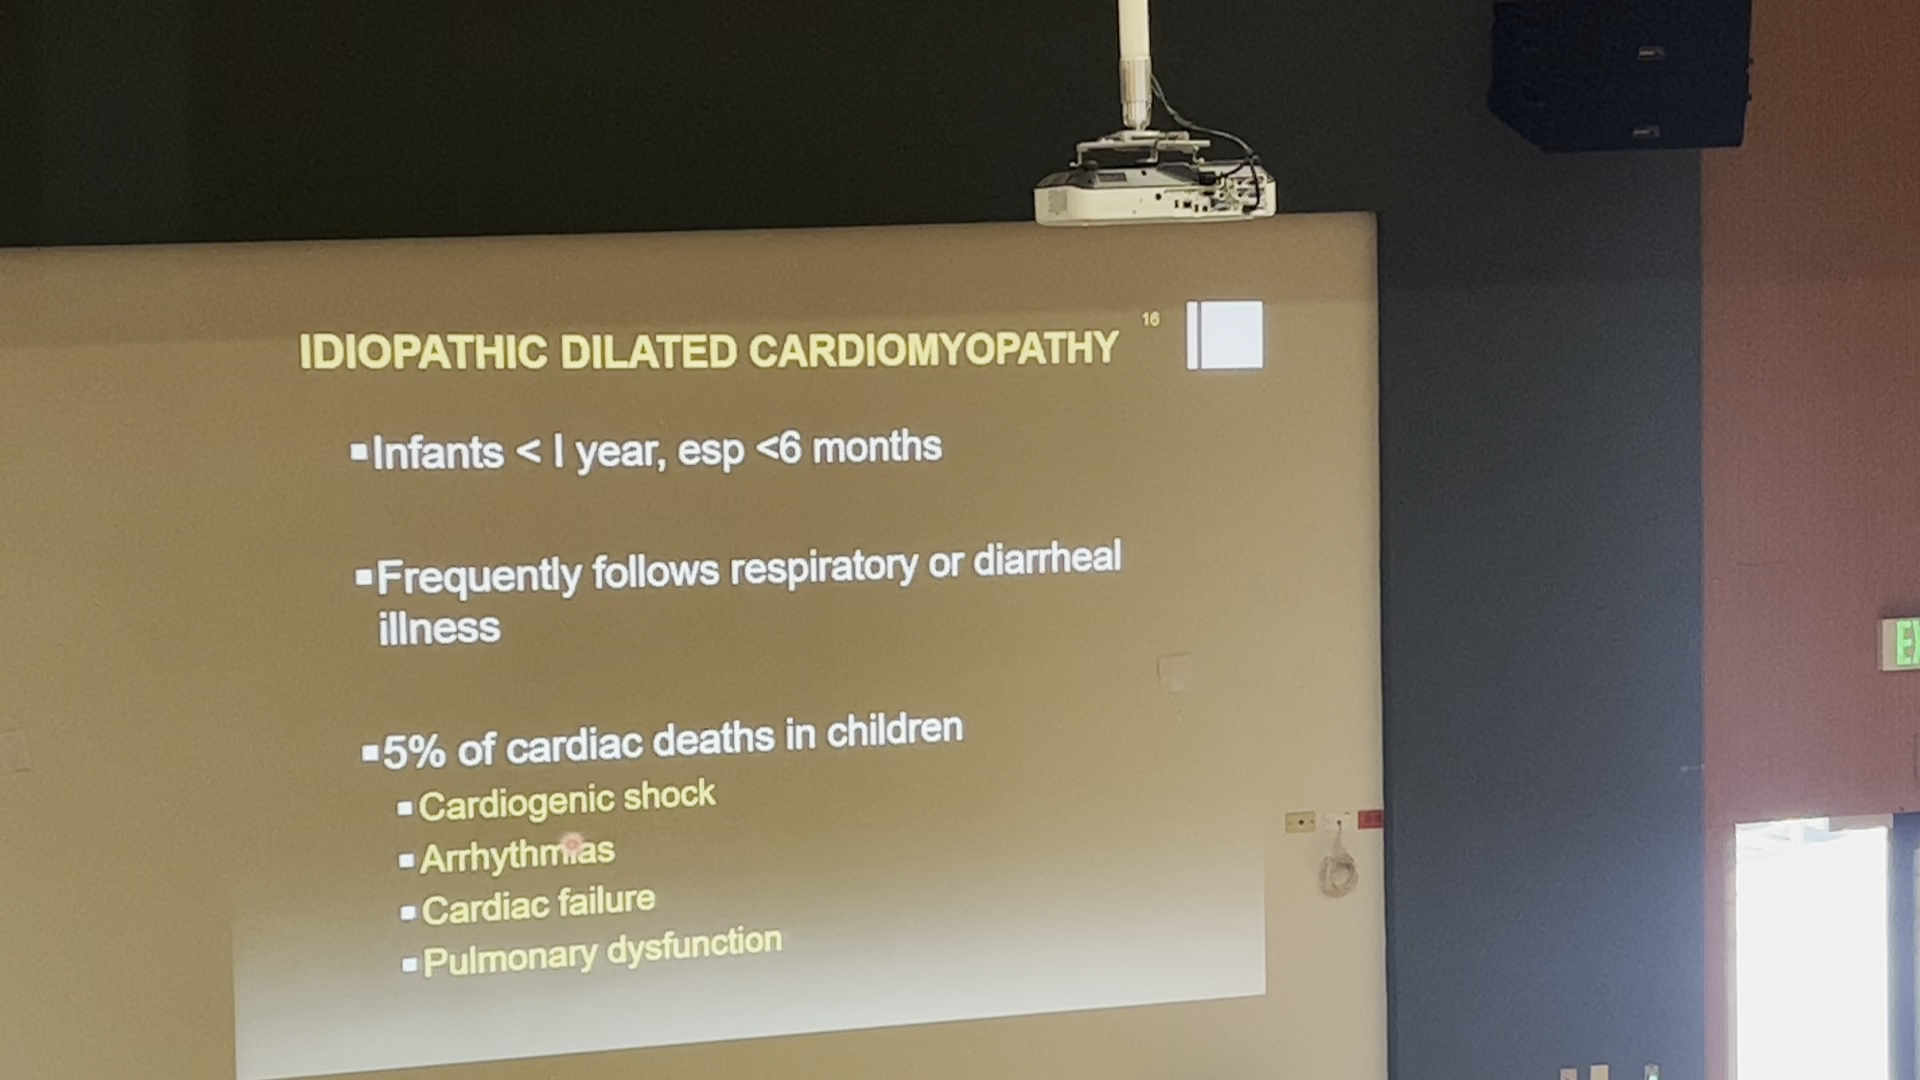 16
IDIOPATHIC DILATED CARDIOMYOPATHY
▪Infants < I year, esp <6 months
▪Frequently follows respiratory or diarrheal
illness
▪5% of cardiac deaths in children
▪Cardiogenic shock
▪Arrhythmias
▪Cardiac failure
▪Pulmonary dysfunction